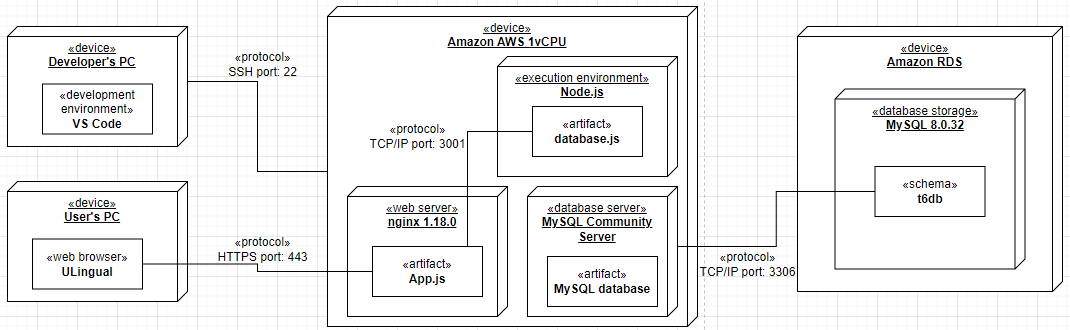 «device»
Developer's PC
«development
environment»
VS Code
«protocol»
SSH port: 22
«device»
User's PC
«web browser»
ULingual
«protocol»
HTTPS port: 443
«device»
Amazon AWS 1vCPU
«execution environment»
Node.js
«artifact»
database.js
«protocol»
TCP/IP port: 3001
«web server»
nginx 1.18.0
«artifact»
App.js
«database server»
MySQL Community
Server
«artifact»
MySQL database
«protocol»
TCP/IP port: 3306
«device»
Amazon RDS
«database storage»
MySQL 8.0.32
«schema»
t6db